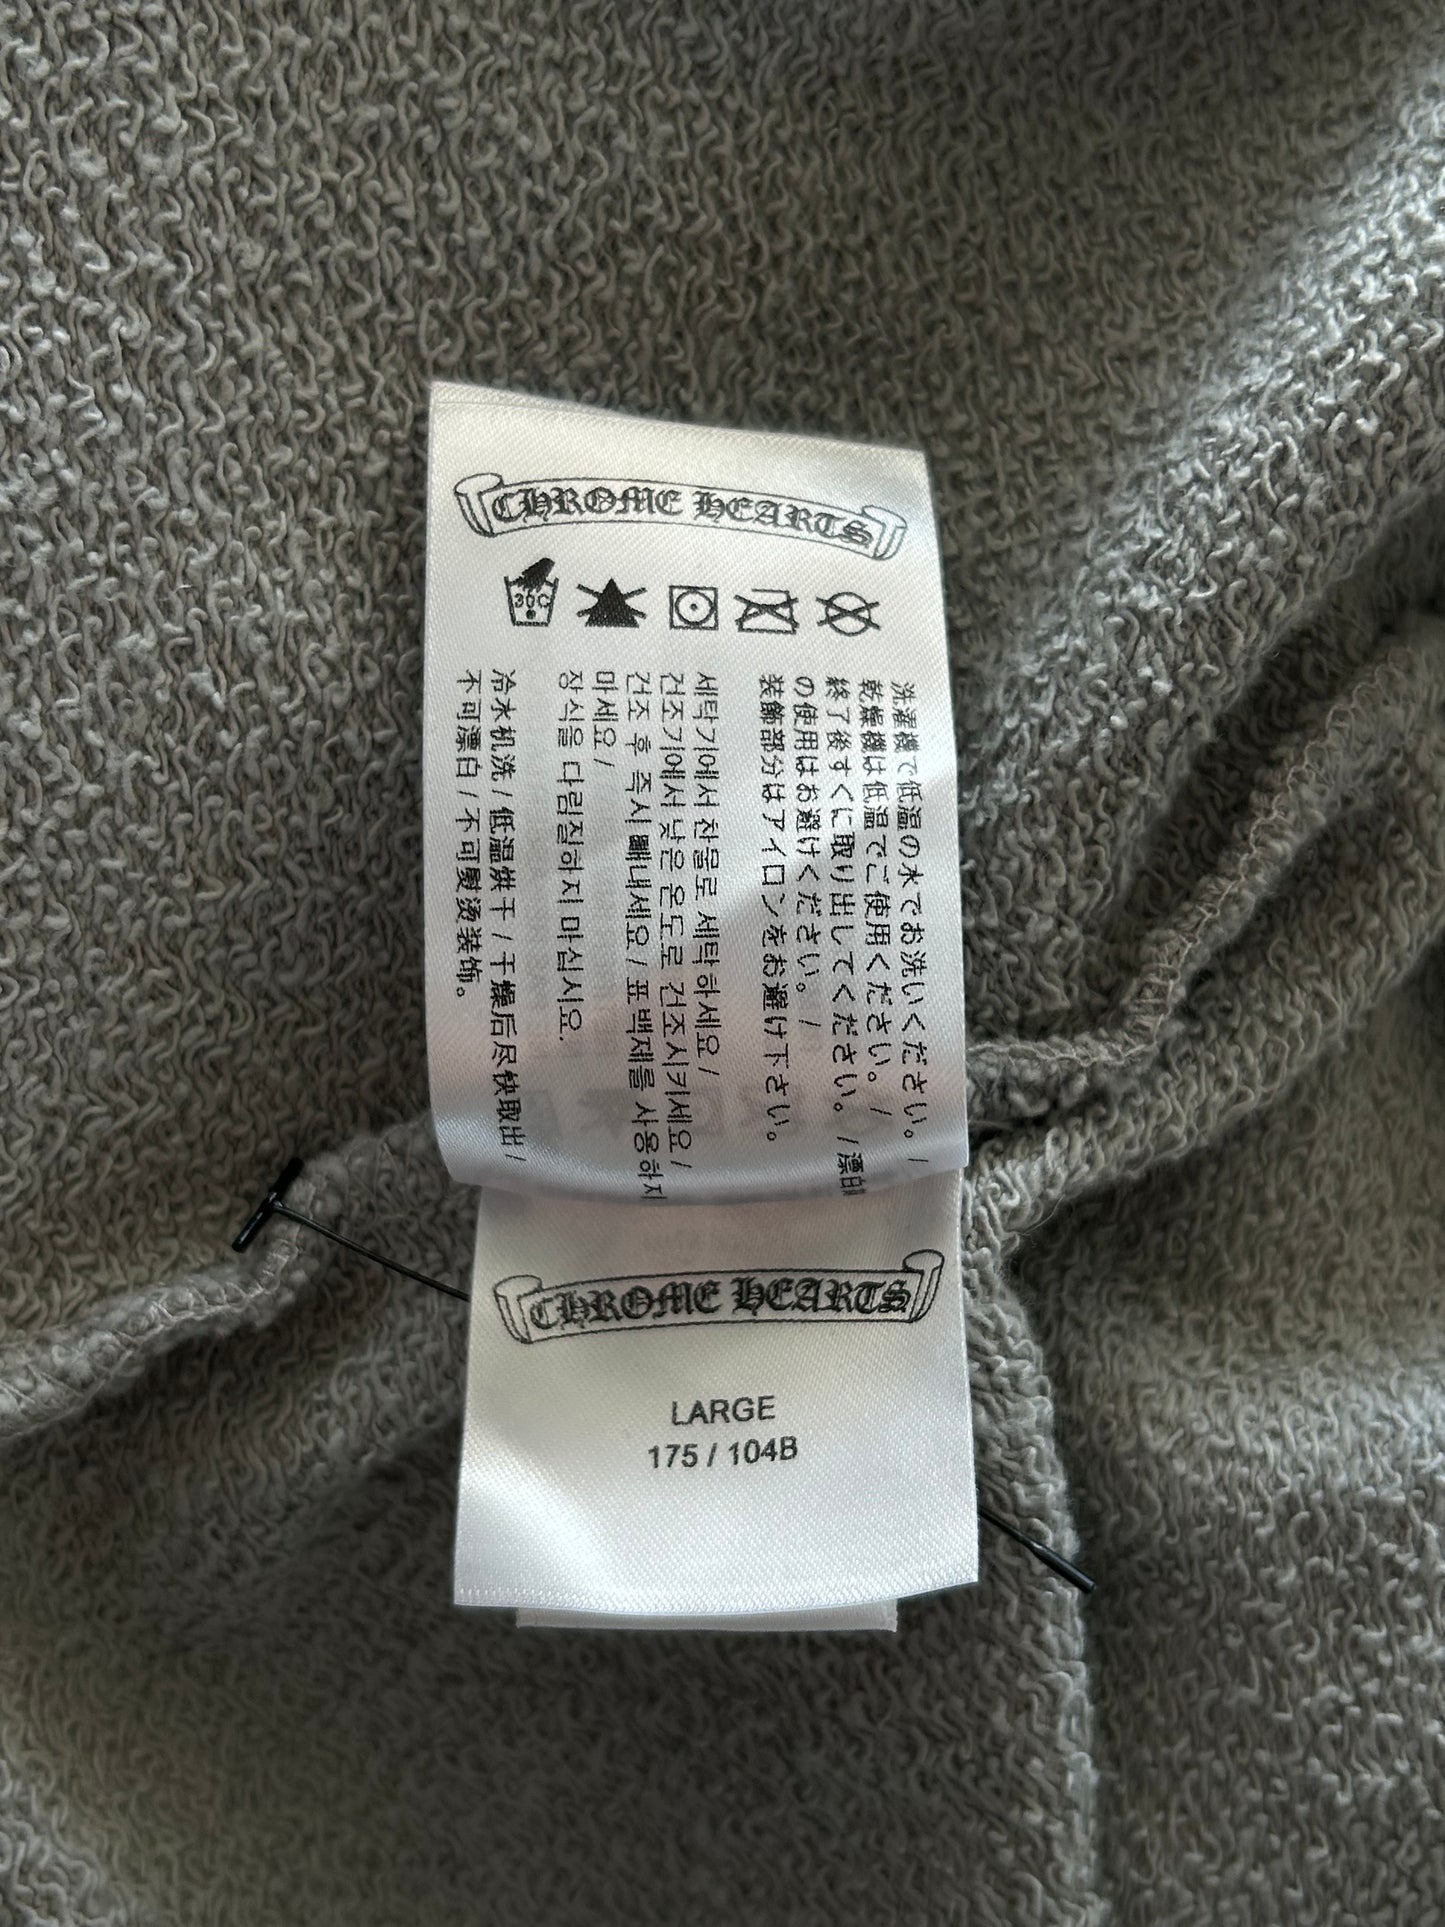 CHROME HEARTS
30C
洗濯機で低温の水でお洗いください。/
乾燥機は低温でご使用ください。/
終了後すぐに取り出してください。/漂白剤
の使用はお避けください。/
装飾部分はアイロンをお避け下さい。
세탁기에서 찬물로 세탁하세요 /
건조기에서 낮은 온도로 건조시키세요 /
건조 후 즉시 빼내세요 / 표백제를 사용하지
마세요 /
장식을 다림질하지 마십시요.
冷水机洗 / 低温烘干 / 干燥后尽快取出 /
不可漂白 / 不可熨烫装饰。
CHROME HEARTS
LARGE
175 / 104B